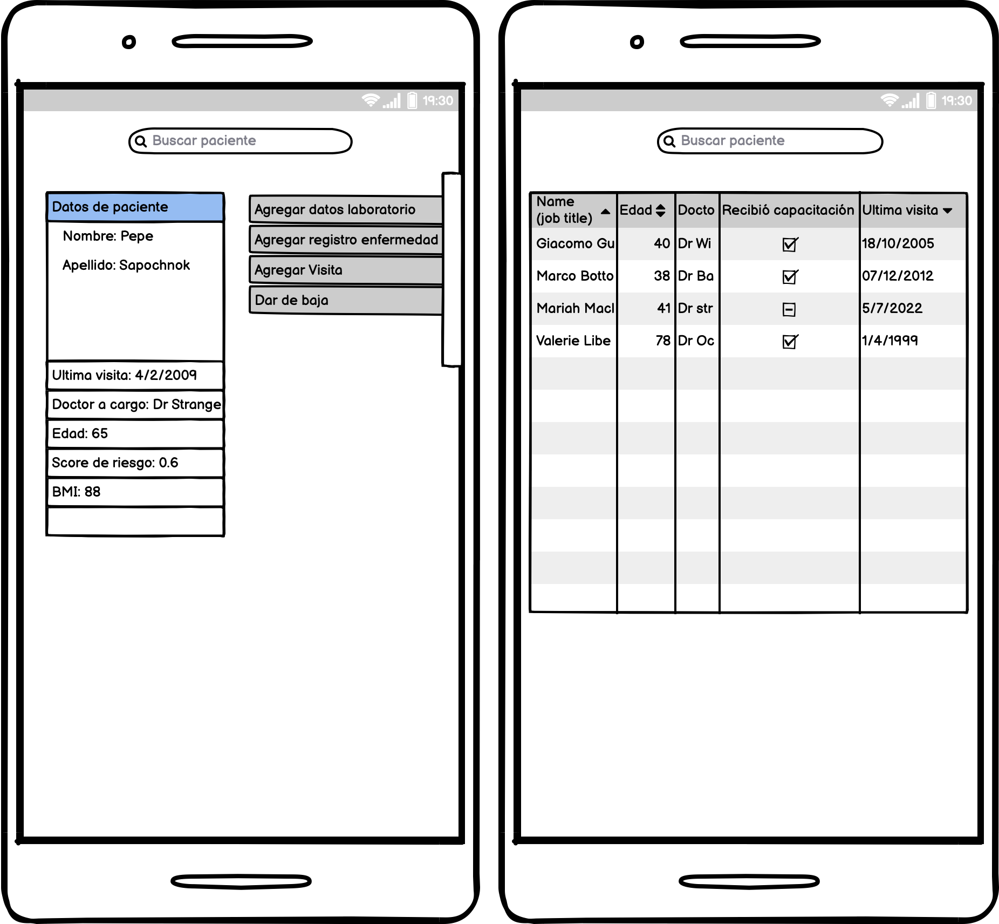 19:30
Buscar paciente
Datos de paciente
Nombre: Pepe
Apellido: Sapochnok
Ultima visita: 4/2/2009
Doctor a cargo: Dr Strange
Edad: 65
Score de riesgo: 0.6
BMI: 88
Agregar datos laboratorio
Agregar registro enfermedad
Agregar Visita
Dar de baja
19:30
Buscar paciente
Name
(job title) Edad Docto Recibió capacitación Ultima visita
Giacomo Gu 40 Dr Wi 18/10/2005
Marco Botto 38 Dr Ba 07/12/2012
Mariah Macl 41 Dr str 5/7/2022
Valerie Libe 78 Dr Oc 1/4/1999